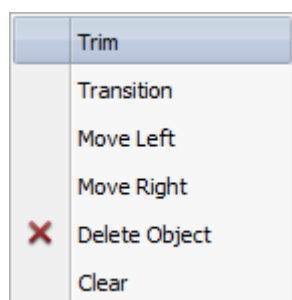 Trim
Transition
Move Left
Move Right
Delete Object
Clear